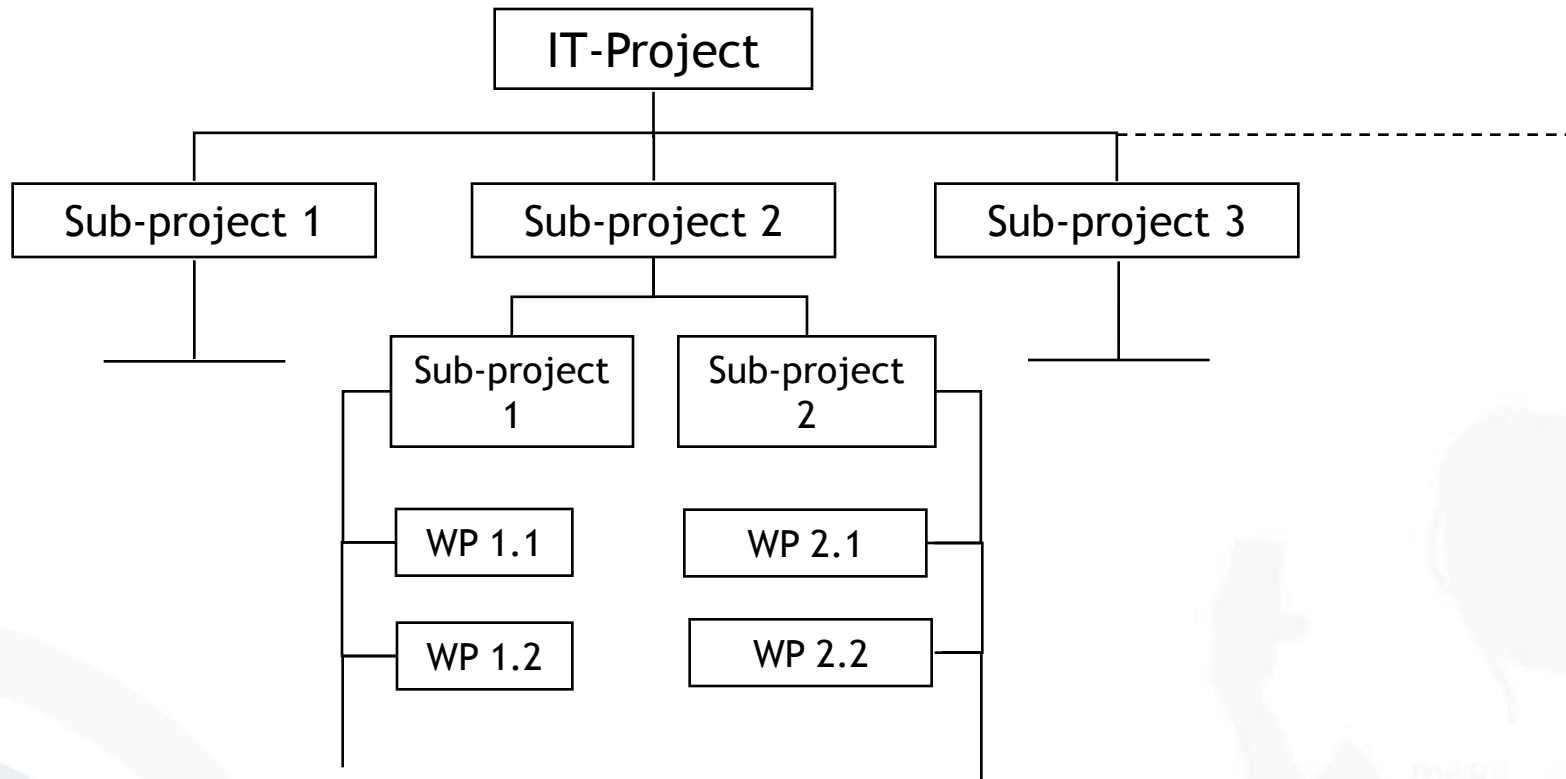 IT-Project
Sub-project 1
Sub-project 2
Sub-project 3
Sub-project
1
Sub-project
2
WP 1.1
WP 2.1
WP 1.2
WP 2.2